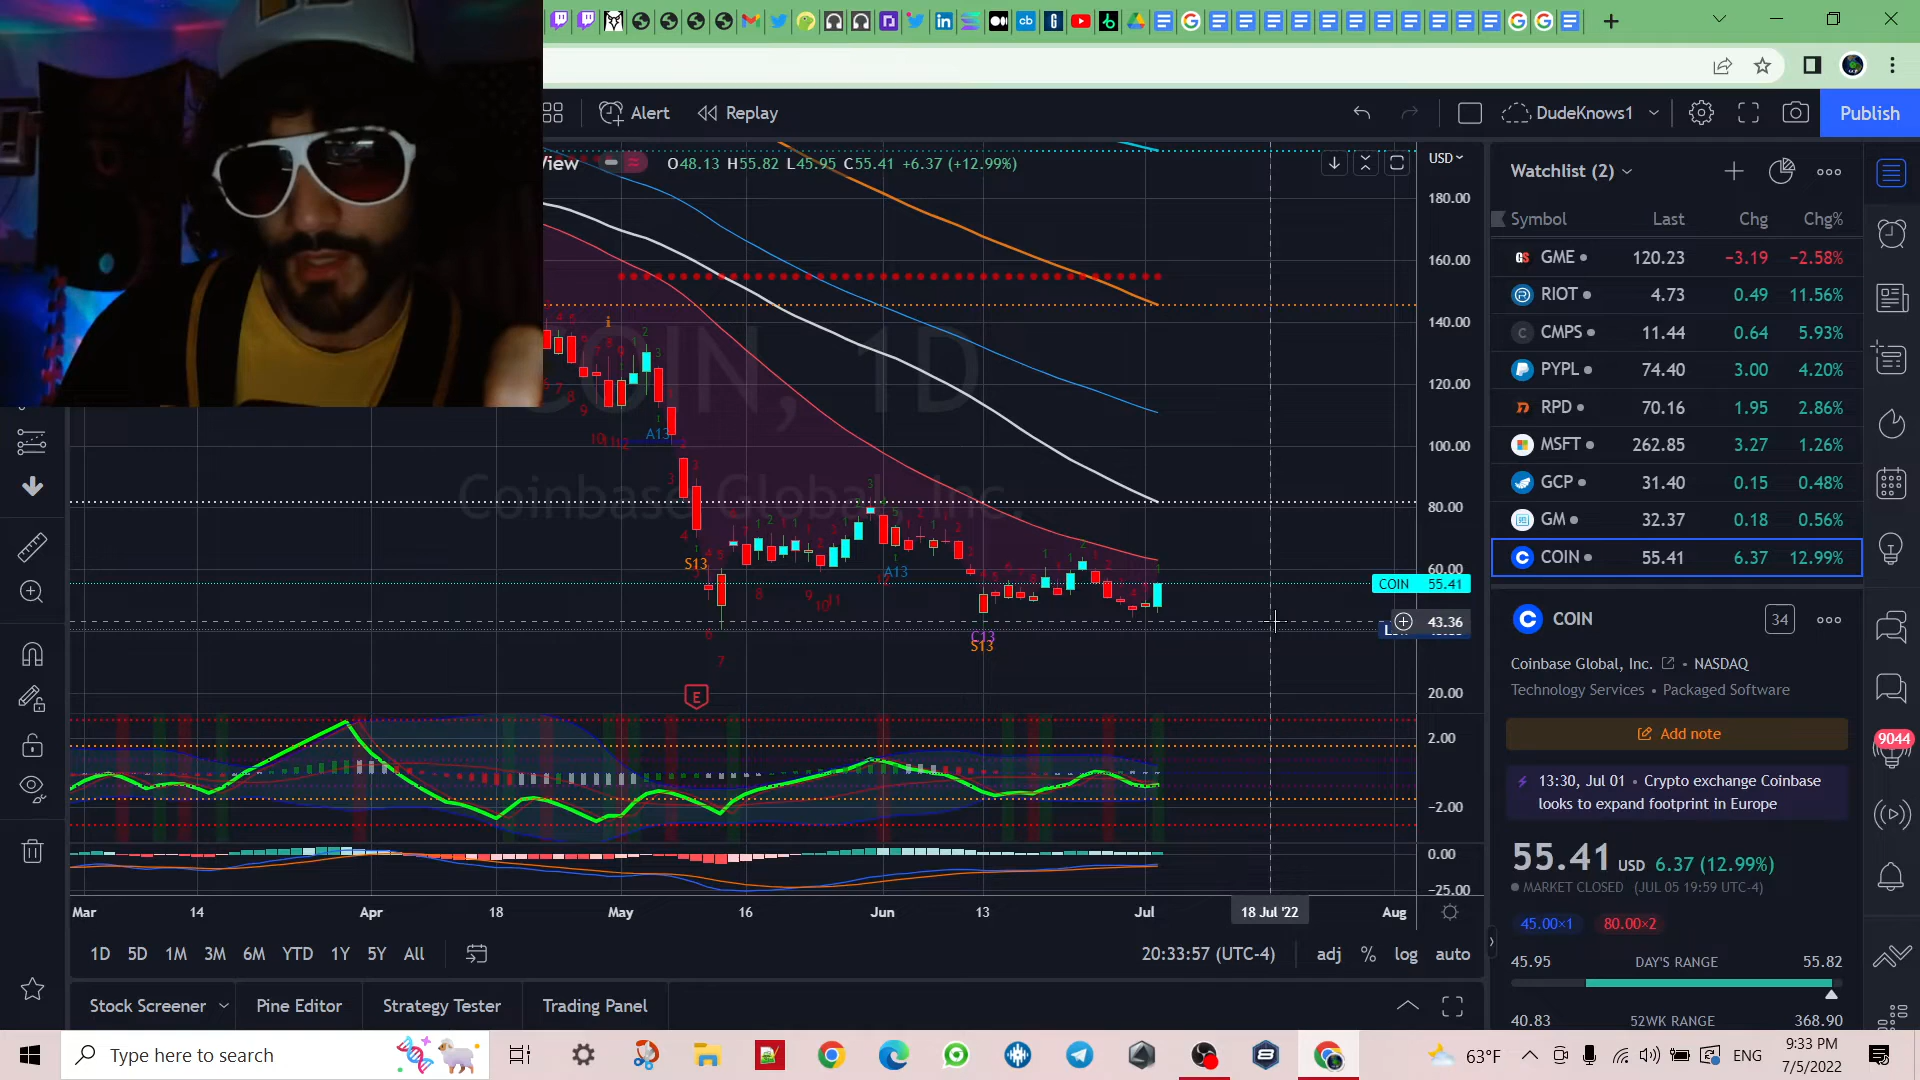 Alert
Replay
DudeKnows1
Publish
View
O48.13 H55.82 L45.95 C55.41 +6.37 (+12.99%)
USD
180.00
160.00
140.00
120.00
100.00
80.00
60.00
COIN 55.41
43.36
20.00
2.00
-2.00
0.00
-25.00
COIN, 1D
Coinbase Global, Inc.
A13
S13
A13
C13
S13
E
Mar 14 Apr 18 May 16 Jun 13 Jul 18 Jul '22 Aug
1D 5D 1M 3M 6M YTD 1Y 5Y All
20:33:57 (UTC-4) adj % log auto
Stock Screener Pine Editor Strategy Tester Trading Panel
Watchlist (2)
Symbol Last Chg Chg%
GME 120.23 −3.19 −2.58%
RIOT 4.73 0.49 11.56%
CMPS 11.44 0.64 5.93%
PYPL 74.40 3.00 4.20%
RPD 70.16 1.95 2.86%
MSFT 262.85 3.27 1.26%
GCP 31.40 0.15 0.48%
GM 32.37 0.18 0.56%
COIN 55.41 6.37 12.99%
COIN 34
Coinbase Global, Inc. • NASDAQ
Technology Services • Packaged Software
Add note
13:30, Jul 01 • Crypto exchange Coinbase
looks to expand footprint in Europe
55.41 USD 6.37 (12.99%)
MARKET CLOSED (JUL 05 19:59 UTC-4)
45.00×1 80.00×2
45.95 DAY'S RANGE 55.82
40.83 52WK RANGE 368.90
9044
Type here to search
63°F
ENG
9:33 PM
7/5/2022